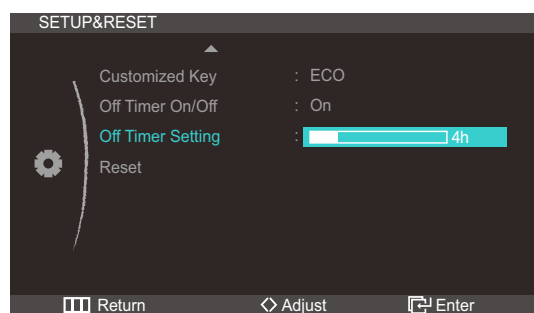 SETUP&RESET
Customized Key : ECO
Off Timer On/Off : On
Off Timer Setting : 4h
Reset
Return Adjust Enter